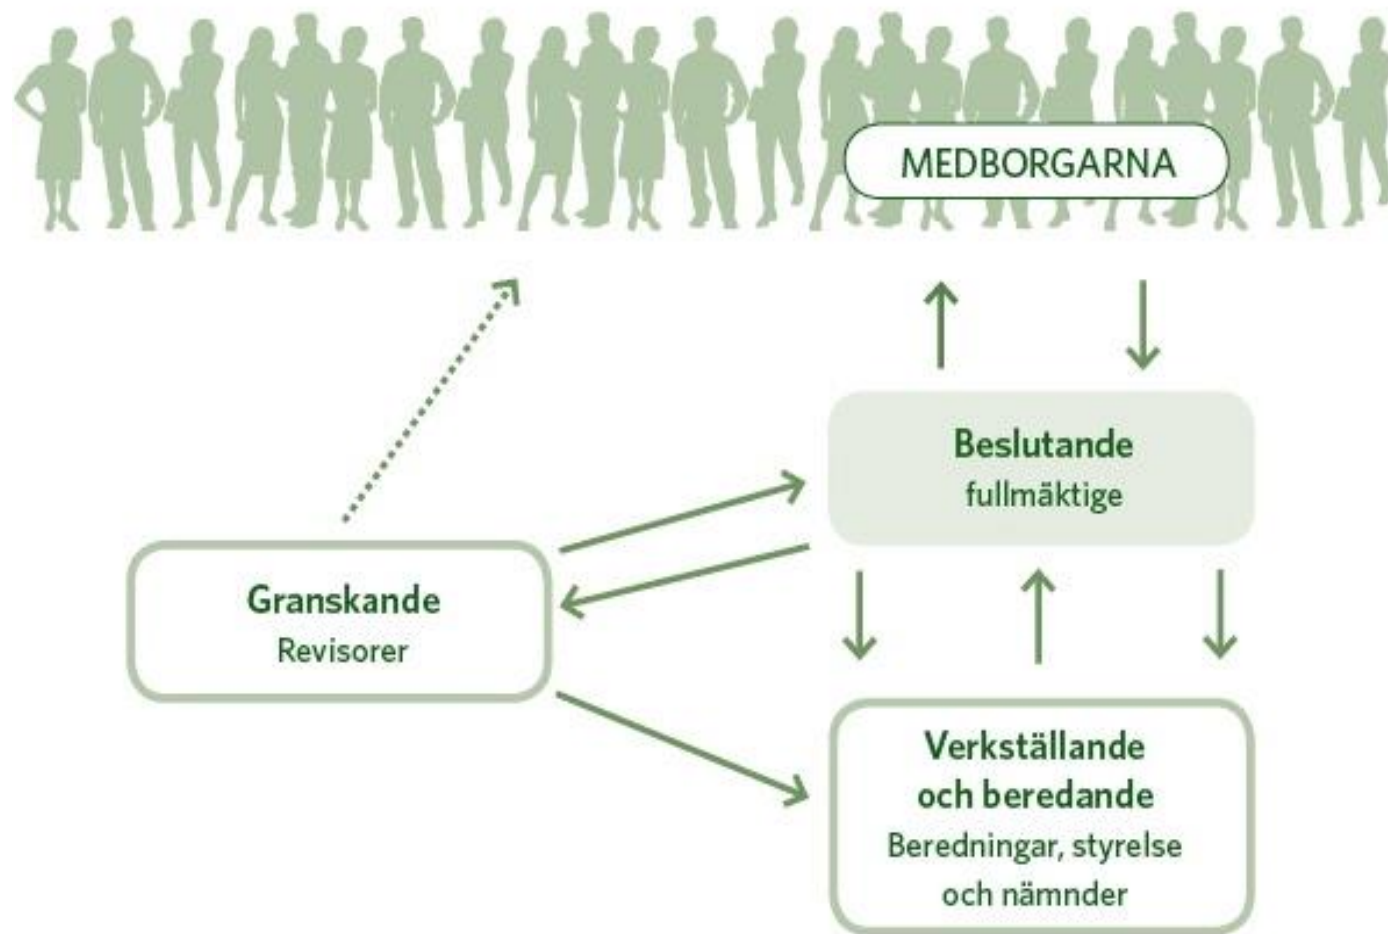 MEDBORGARNA
Beslutande
fullmäktige
Granskande
Revisorer
Verkställande
och beredande
Beredningar, styrelse
och nämnder